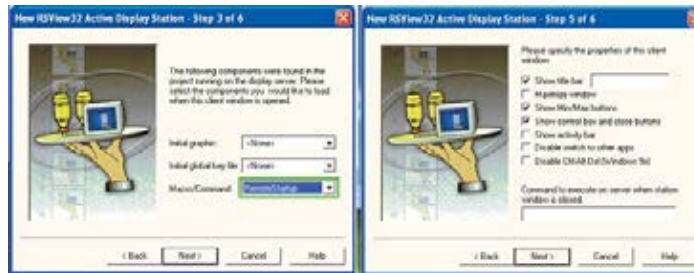 New RSView32 Active Display Station - Step 3 of 6
The following components were found in the
project running on the display server. Please
select the components you would like to load
when this client window is opened.
Initial graphic: <None>
Initial global key file: <None>
Macro/Command: RemoteStartup
< Back Next > Cancel Help
New RSView32 Active Display Station - Step 5 of 6
Please specify the properties of this client
window.
Show title bar
Maximize window
Show Min/Max buttons
Show control box and close buttons
Show activity bar
Disable switch to other apps
Disable Ctrl-Alt-Del (Windows 9x)
Command to execute on server when station
window is closed.
< Back Next > Cancel Help